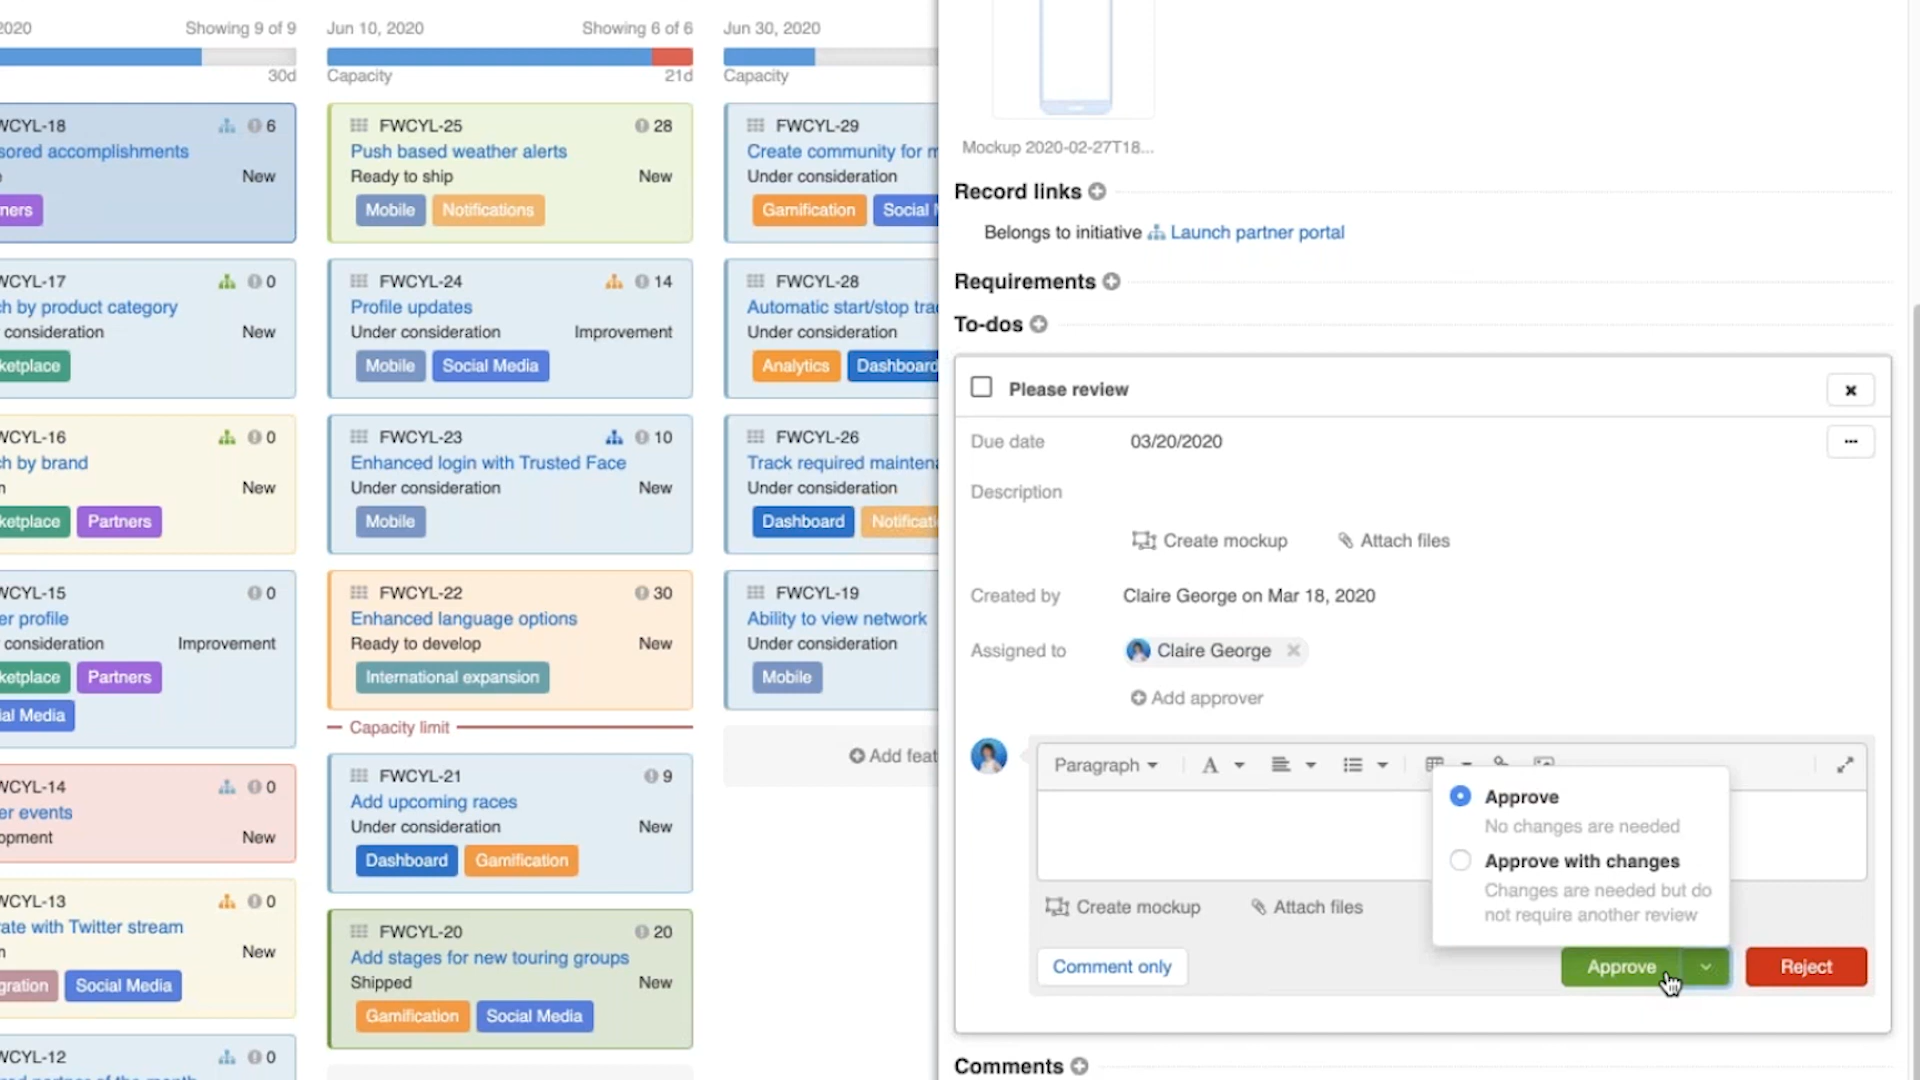 2020
Showing 9 of 9
30d
WCYL-18
6
sored accomplishments
New
ners
WCYL-17
0
ch by product category
consideration
New
ketplace
WCYL-16
0
ch by brand
New
ketplace
Partners
WCYL-15
0
er profile
consideration
Improvement
ketplace
Partners
ial Media
WCYL-14
0
er events
opment
New
WCYL-13
0
rate with Twitter stream
New
gration
Social Media
WCYL-12
0
Jun 10, 2020
Showing 6 of 6
Capacity
21d
FWCYL-25
28
Push based weather alerts
Ready to ship
New
Mobile
Notifications
FWCYL-24
14
Profile updates
Under consideration
Improvement
Mobile
Social Media
FWCYL-23
10
Enhanced login with Trusted Face
Under consideration
New
Mobile
FWCYL-22
30
Enhanced language options
Ready to develop
New
International expansion
Capacity limit
FWCYL-21
9
Add upcoming races
Under consideration
New
Dashboard
Gamification
FWCYL-20
20
Add stages for new touring groups
Shipped
New
Gamification
Social Media
Jun 30, 2020
Capacity
FWCYL-29
Create community for m
Under consideration
Gamification
Social M
FWCYL-28
Automatic start/stop tra
Under consideration
Analytics
Dashboard
FWCYL-26
Track required maintena
Under consideration
Dashboard
Notificati
FWCYL-19
Ability to view network
Under consideration
Mobile
Add feat
Mockup 2020-02-27T18...
Record links
Belongs to initiative Launch partner portal
Requirements
To-dos
Please review
Due date
03/20/2020
Description
Create mockup
Attach files
Created by
Claire George on Mar 18, 2020
Assigned to
Claire George
Add approver
Paragraph
A
Approve
No changes are needed
Approve with changes
Changes are needed but do
not require another review
Create mockup
Attach files
Comment only
Approve
Reject
Comments